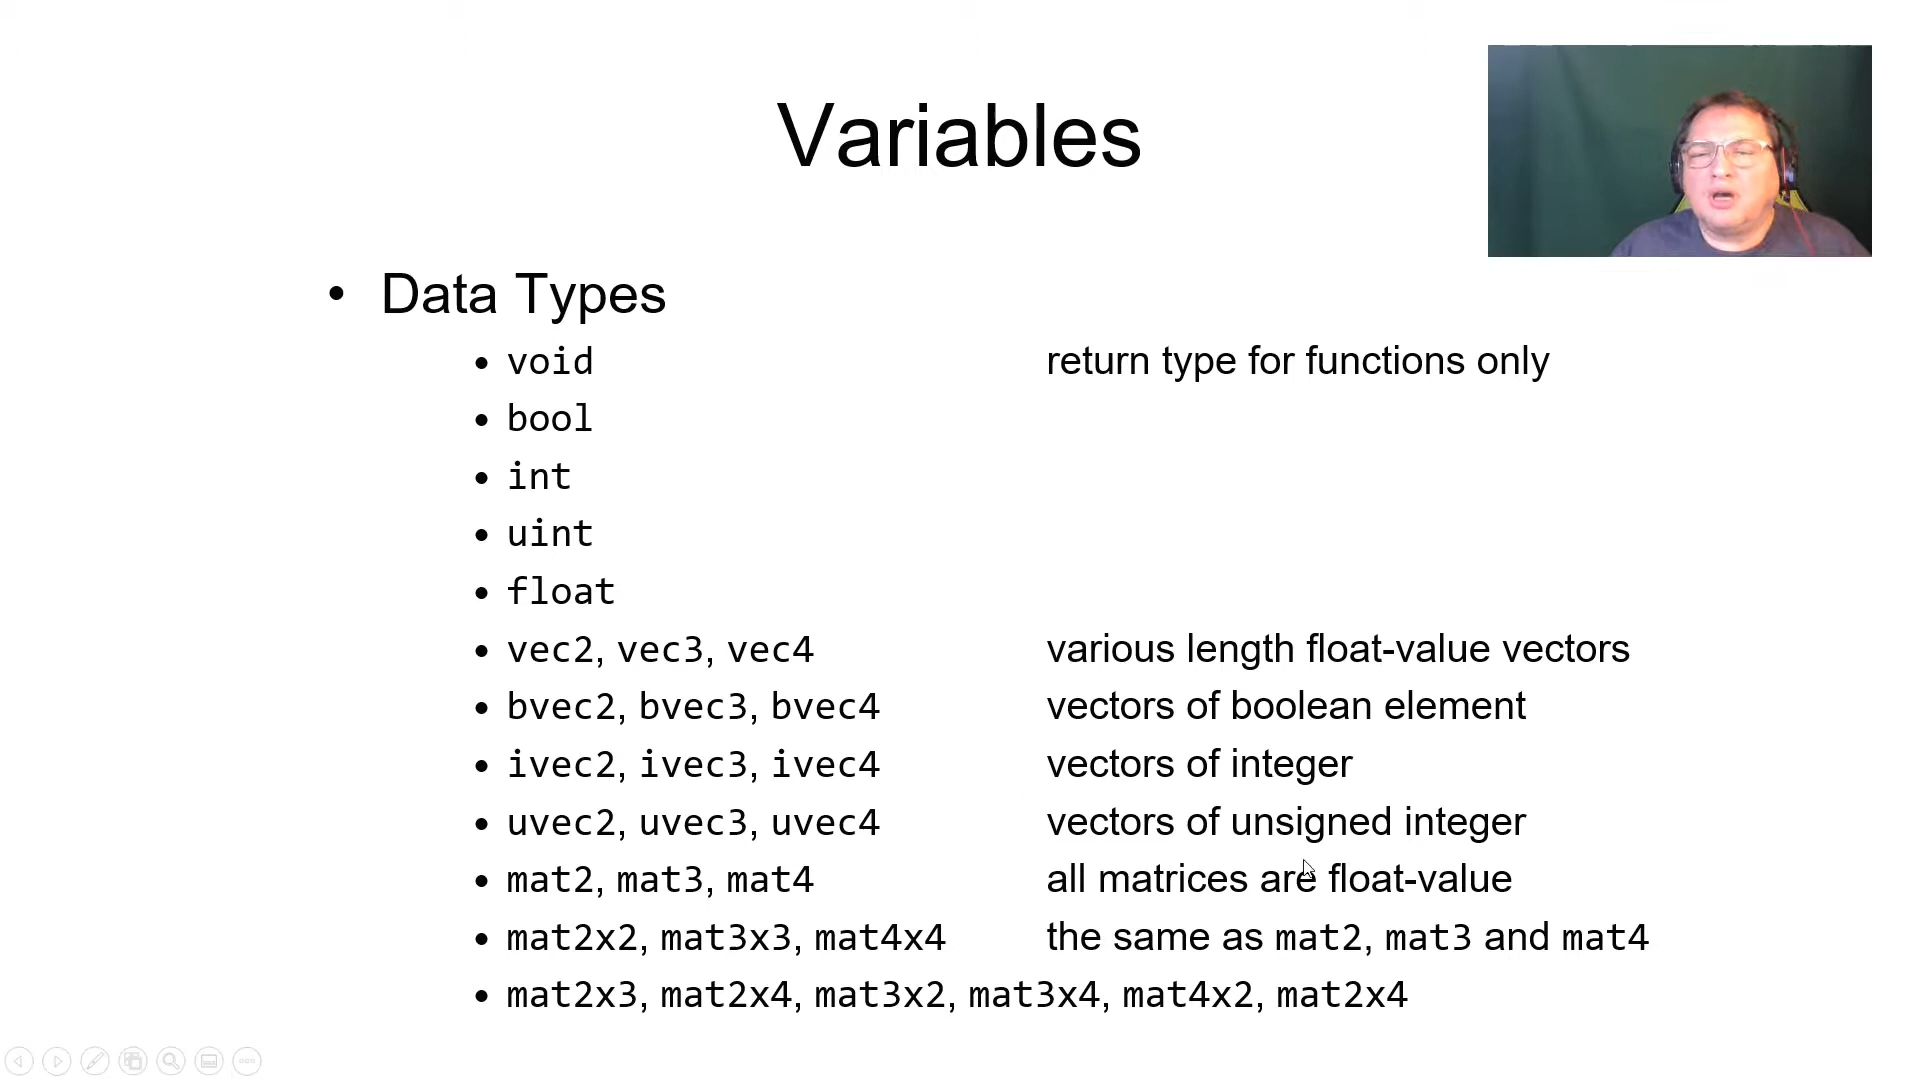 Variables
• Data Types
• void return type for functions only
• bool
• int
• uint
• float
• vec2, vec3, vec4 various length float-value vectors
• bvec2, bvec3, bvec4 vectors of boolean element
• ivec2, ivec3, ivec4 vectors of integer
• uvec2, uvec3, uvec4 vectors of unsigned integer
• mat2, mat3, mat4 all matrices are float-value
• mat2x2, mat3x3, mat4x4 the same as mat2, mat3 and mat4
• mat2x3, mat2x4, mat3x2, mat3x4, mat4x2, mat2x4